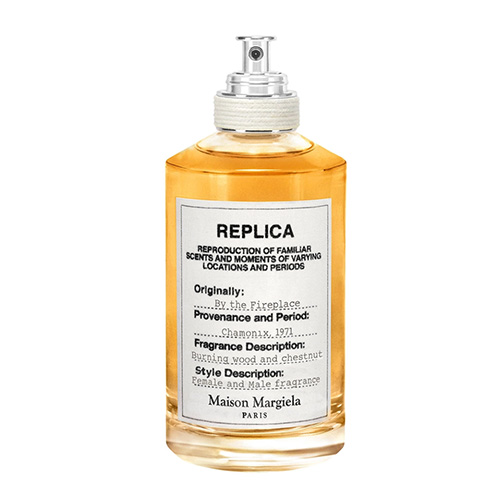 REPLICA
REPRODUCTION OF FAMILIAR
SCENTS AND MOMENTS OF VARYING
LOCATIONS AND PERIODS
Originally:
By the Fireplace
Provenance and Period:
Chamonix, 1971
Fragrance Description:
Burning wood and chestnut
Style Description:
Female and Male fragrance
Maison Margiela
PARIS